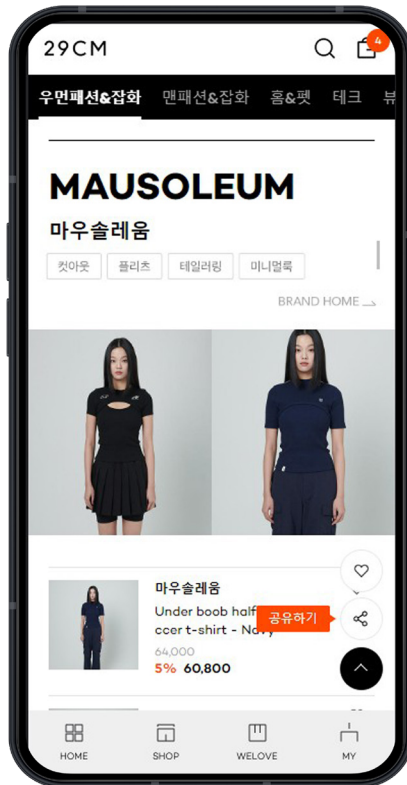 29CM
4
우먼패션&잡화 맨패션&잡화 홈&펫 테크 뷰
MAUSOLEUM
마우솔레움
컷아웃 플리츠 테일러링 미니멀룩
BRAND HOME
마우솔레움
Under boob half
ccer t-shirt - Navy
공유하기
64,000
5% 60,800
HOME SHOP WELOVE MY